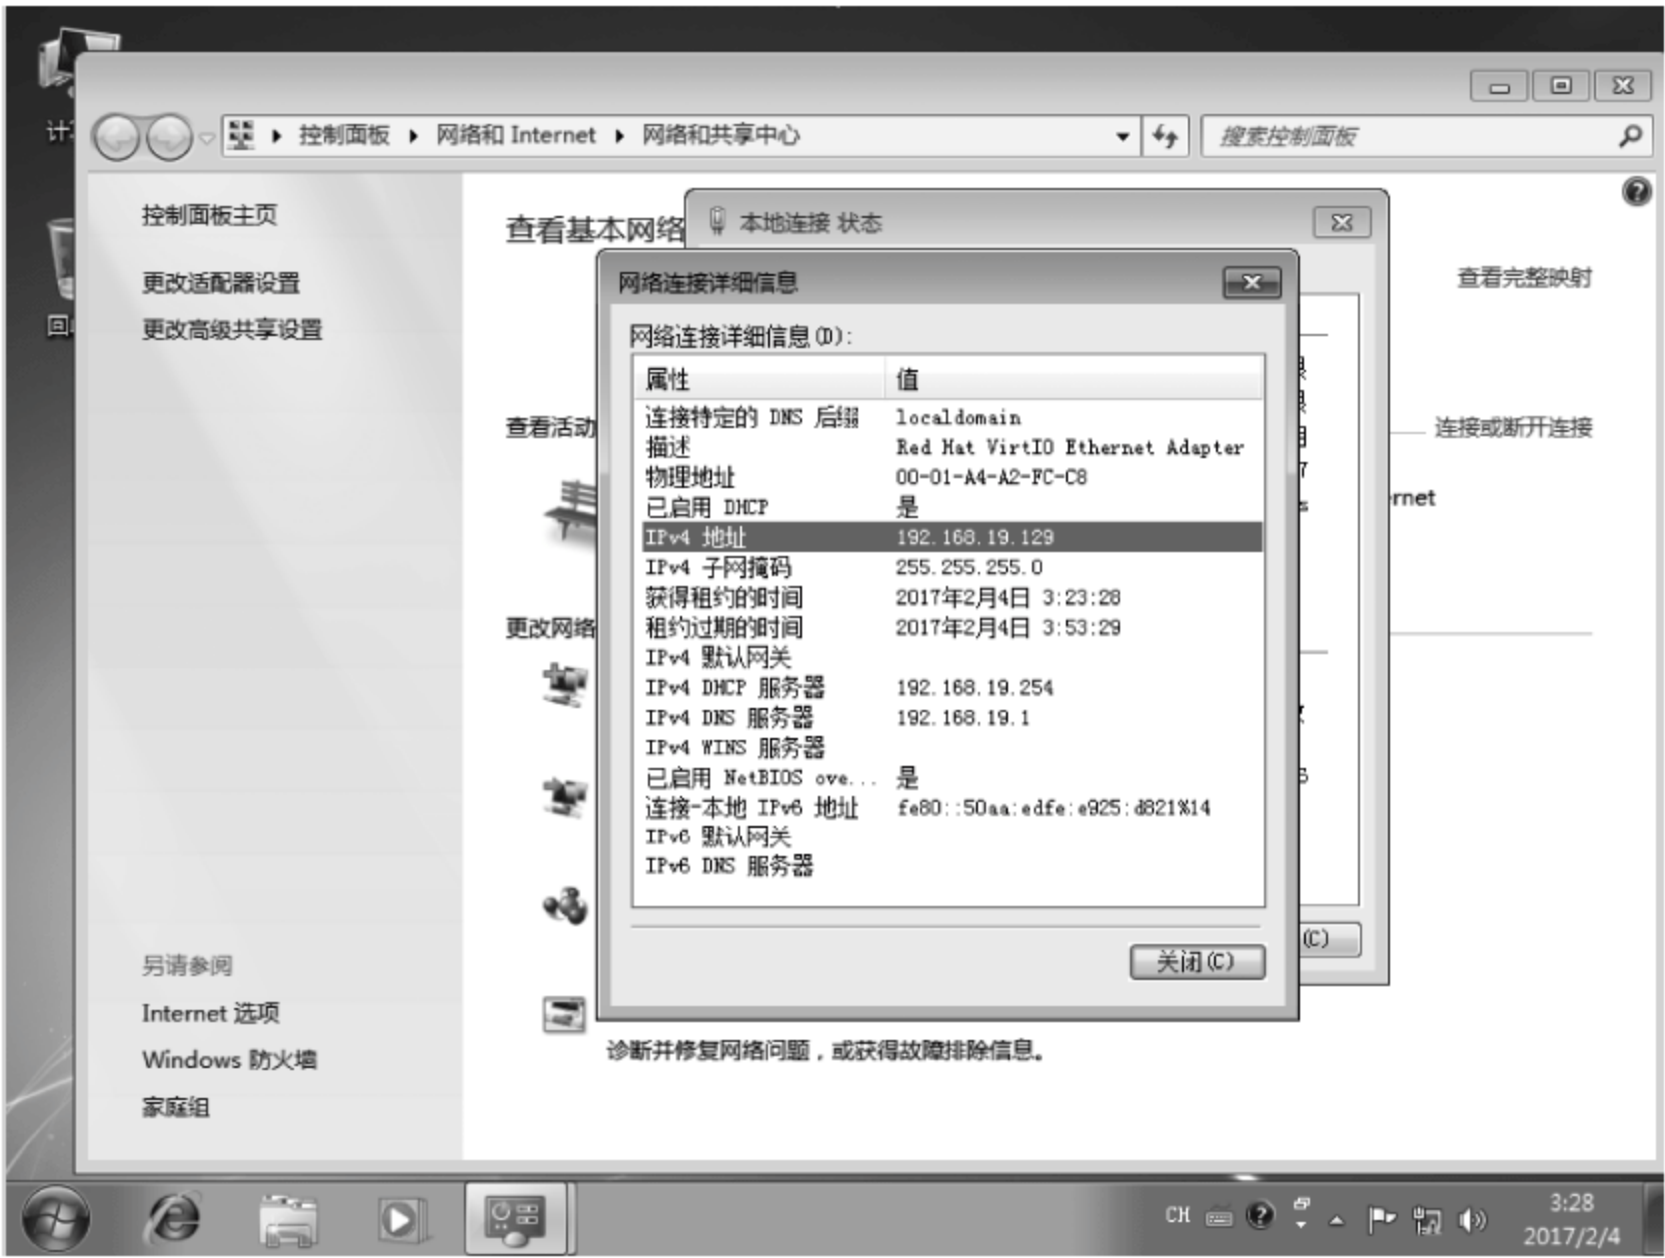 控制面板 网络和 Internet 网络和共享中心
搜索控制面板
控制面板主页
更改适配器设置
更改高级共享设置
另请参阅
Internet 选项
Windows 防火墙
家庭组
查看基本网络
查看完整映射
查看活动
连接或断开连接
更改网络
诊断并修复网络问题，或获得故障排除信息。
本地连接 状态
(C)
网络连接详细信息
网络连接详细信息(D):
属性 值
连接特定的 DNS 后缀 localdomain
描述 Red Hat VirtIO Ethernet Adapter
物理地址 00-01-A4-A2-FC-C8
已启用 DHCP 是
IPv4 地址 192.168.19.129
IPv4 子网掩码 255.255.255.0
获得租约的时间 2017年2月4日 3:23:28
租约过期的时间 2017年2月4日 3:53:29
IPv4 默认网关
IPv4 DHCP 服务器 192.168.19.254
IPv4 DNS 服务器 192.168.19.1
IPv4 WINS 服务器
已启用 NetBIOS ove... 是
连接-本地 IPv6 地址 fe80::50aa:edfe:e925:d821%14
IPv6 默认网关
IPv6 DNS 服务器
关闭(C)
CH
3:28
2017/2/4